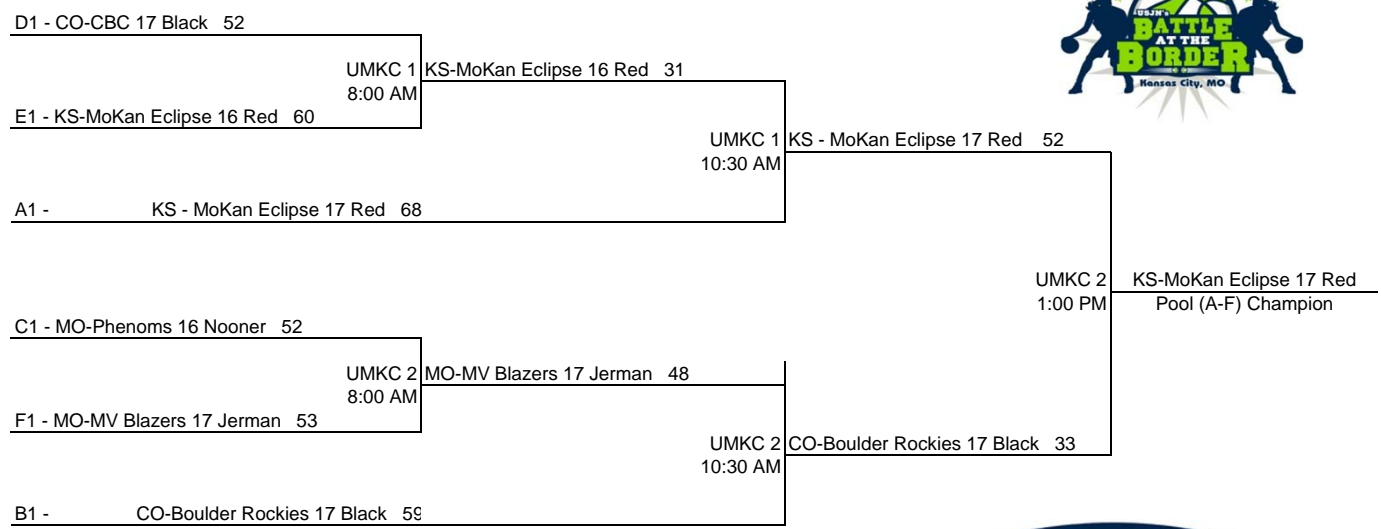 D1 - CO-CBC 17 Black 52
USJN's
BATTLE
AT THE
BORDER
Kansas City, MO
UMKC 1 KS-MoKan Eclipse 16 Red 31
8:00 AM
E1 - KS-MoKan Eclipse 16 Red 60
UMKC 1 KS - MoKan Eclipse 17 Red 52
10:30 AM
A1 - KS - MoKan Eclipse 17 Red 68
UMKC 2 KS-MoKan Eclipse 17 Red
1:00 PM Pool (A-F) Champion
C1 - MO-Phenoms 16 Nooner 52
UMKC 2 MO-MV Blazers 17 Jerman 48
8:00 AM
F1 - MO-MV Blazers 17 Jerman 53
UMKC 2 CO-Boulder Rockies 17 Black 33
10:30 AM
B1 - CO-Boulder Rockies 17 Black 59